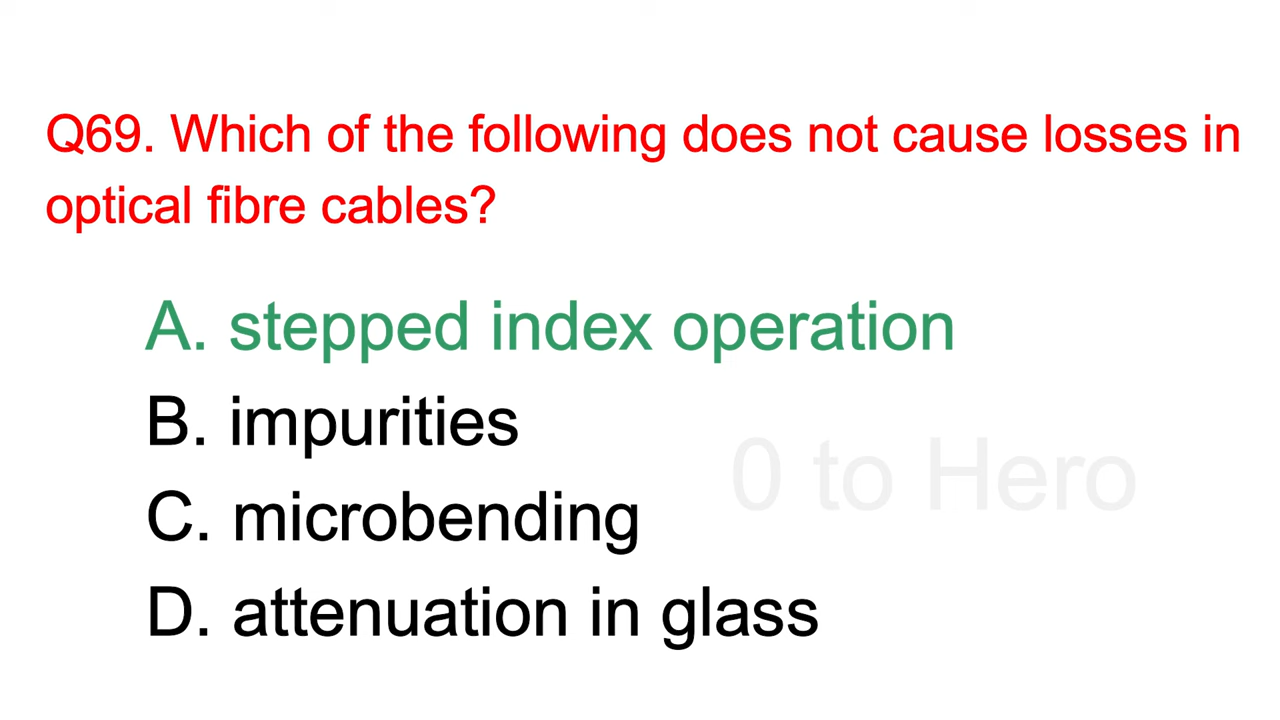 Q69. Which of the following does not cause losses in
optical fibre cables?
A. stepped index operation
B. impurities
0 to Hero
C. microbending
D. attenuation in glass